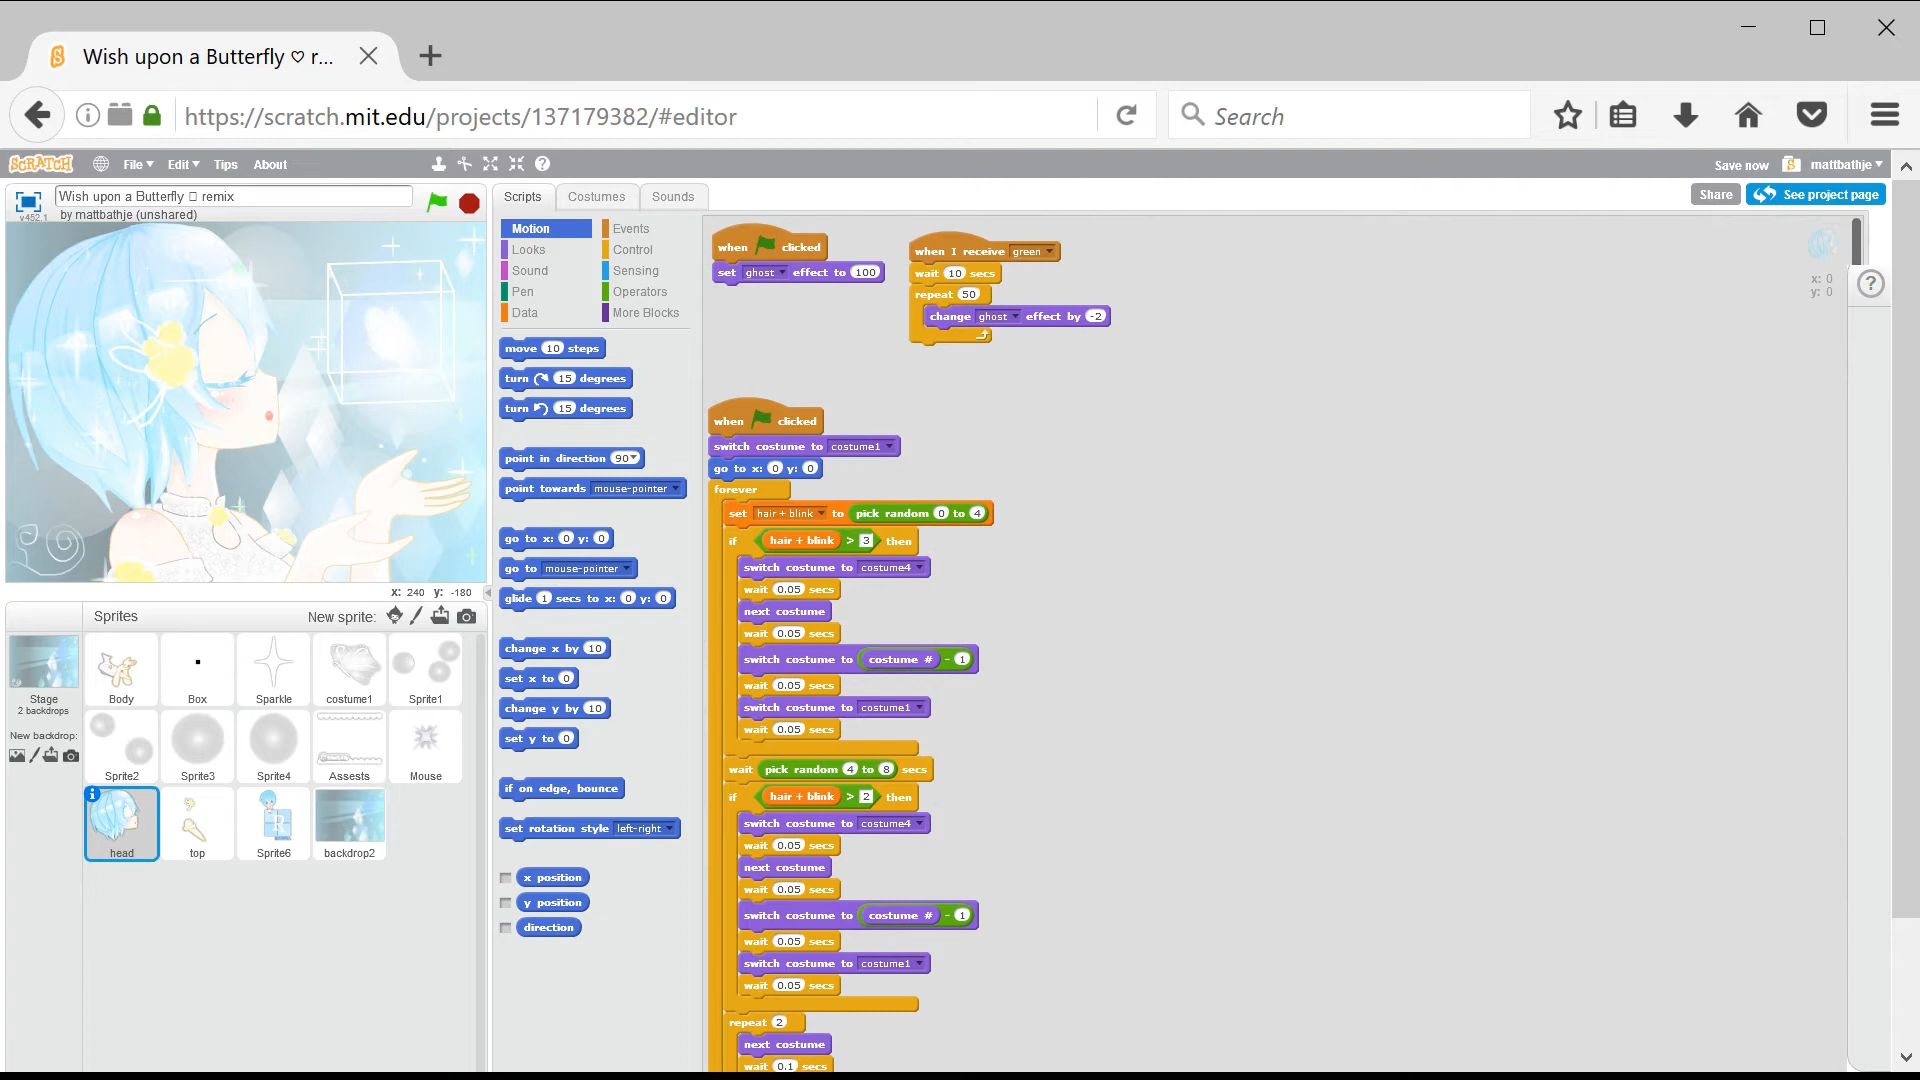 Wish upon a Butterfly ♡ r...
https://scratch.mit.edu/projects/137179382/#editor
Search
SCRATCH
File
Edit
Tips
About
Save now
mattbathje
Wish upon a Butterfly □ remix
by mattbathje (unshared)
v452.1
Scripts
Costumes
Sounds
Share
See project page
Motion
Events
Looks
Control
Sound
Sensing
Pen
Operators
Data
More Blocks
move 10 steps
turn 15 degrees
turn 15 degrees
point in direction 90
point towards mouse-pointer
go to x: 0 y: 0
go to mouse-pointer
glide 1 secs to x: 0 y: 0
change x by 10
set x to 0
change y by 10
set y to 0
if on edge, bounce
set rotation style left-right
x position
y position
direction
when clicked
set ghost effect to 100
when I receive green
wait 10 secs
repeat 50
change ghost effect by -2
x: 0
y: 0
?
when clicked
switch costume to costume1
go to x: 0 y: 0
forever
set hair + blink to pick random 0 to 4
if hair + blink > 3 then
switch costume to costume4
wait 0.05 secs
next costume
wait 0.05 secs
switch costume to costume # - 1
wait 0.05 secs
switch costume to costume1
wait 0.05 secs
wait pick random 4 to 8 secs
if hair + blink > 2 then
switch costume to costume4
wait 0.05 secs
next costume
wait 0.05 secs
switch costume to costume # - 1
wait 0.05 secs
switch costume to costume1
wait 0.05 secs
repeat 2
next costume
wait 0.1 secs
x: 240 y: -180
Sprites
New sprite:
Stage
2 backdrops
New backdrop:
Body
Box
Sparkle
costume1
Sprite1
Sprite2
Sprite3
Sprite4
Assests
Mouse
head
top
R
Sprite6
backdrop2